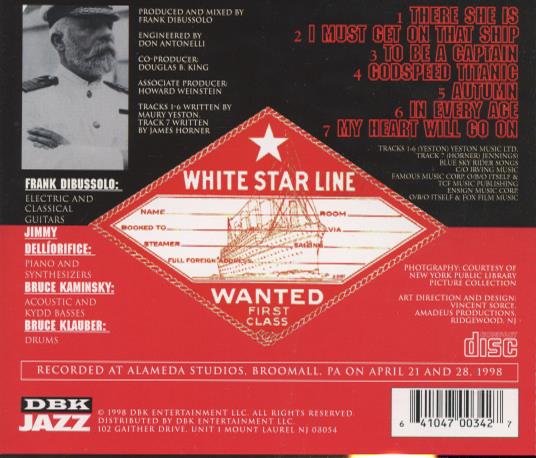 PRODUCED AND MIXED BY
FRANK DIBUSSOLO
ENGINEERED BY
DON ANTONELLI
CO-PRODUCER:
DOUGLAS B. KING
ASSOCIATE PRODUCER:
HOWARD WEINSTEIN
TRACKS 1-6 WRITTEN BY
MAURY YESTON,
TRACK 7 WRITTEN
BY JAMES HORNER
1 THERE SHE IS
2 I MUST GET ON THAT SHIP
3 TO BE A CAPTAIN
4 GODSPEED TITANIC
5 AUTUMN
6 IN EVERY AGE
7 MY HEART WILL GO ON
TRACKS 1-6 (YESTON) YESTON MUSIC LTD.
TRACK 7 (HORNER/ JENNINGS)
BLUE SKY RIDER SONGS
C/O IRVING MUSIC
FAMOUS MUSIC CORP. O/B/O ITSELF &
TCF MUSIC PUBLISHING
ENSIGN MUSIC CORP.
O/B/O ITSELF & FOX FILM MUSIC
FRANK DIBUSSOLO:
ELECTRIC AND
CLASSICAL
GUITARS
JIMMY
DELLÍORIFICE:
PIANO AND
SYNTHESIZERS
BRUCE KAMINSKY:
ACOUSTIC AND
KYDD BASSES
BRUCE KLAUBER:
DRUMS
WHITE STAR LINE
NAME ROOM
BOOKED TO VIA
STEAMER SAILING
FULL FOREIGN ADDRESS
WANTED
FIRST
CLASS
PHOTGRAPHY: COURTESY OF
NEW YORK PUBLIC LIBRARY
PICTURE COLLECTION
ART DIRECTION AND DESIGN:
VINCENT SORCE,
AMADEUS PRODUCTIONS,
RIDGEWOOD, NJ
COMPACT
disc
RECORDED AT ALAMEDA STUDIOS, BROOMALL, PA ON APRIL 21 AND 28, 1998
DBK
JAZZ
© 1998 DBK ENTERTAINMENT LLC. ALL RIGHTS RESERVED.
DISTRIBUTED BY DBK ENTERTAINMENT LLC.
102 GAITHER DRIVE, UNIT 1 MOUNT LAUREL NJ 08054
6 41047 00342 7